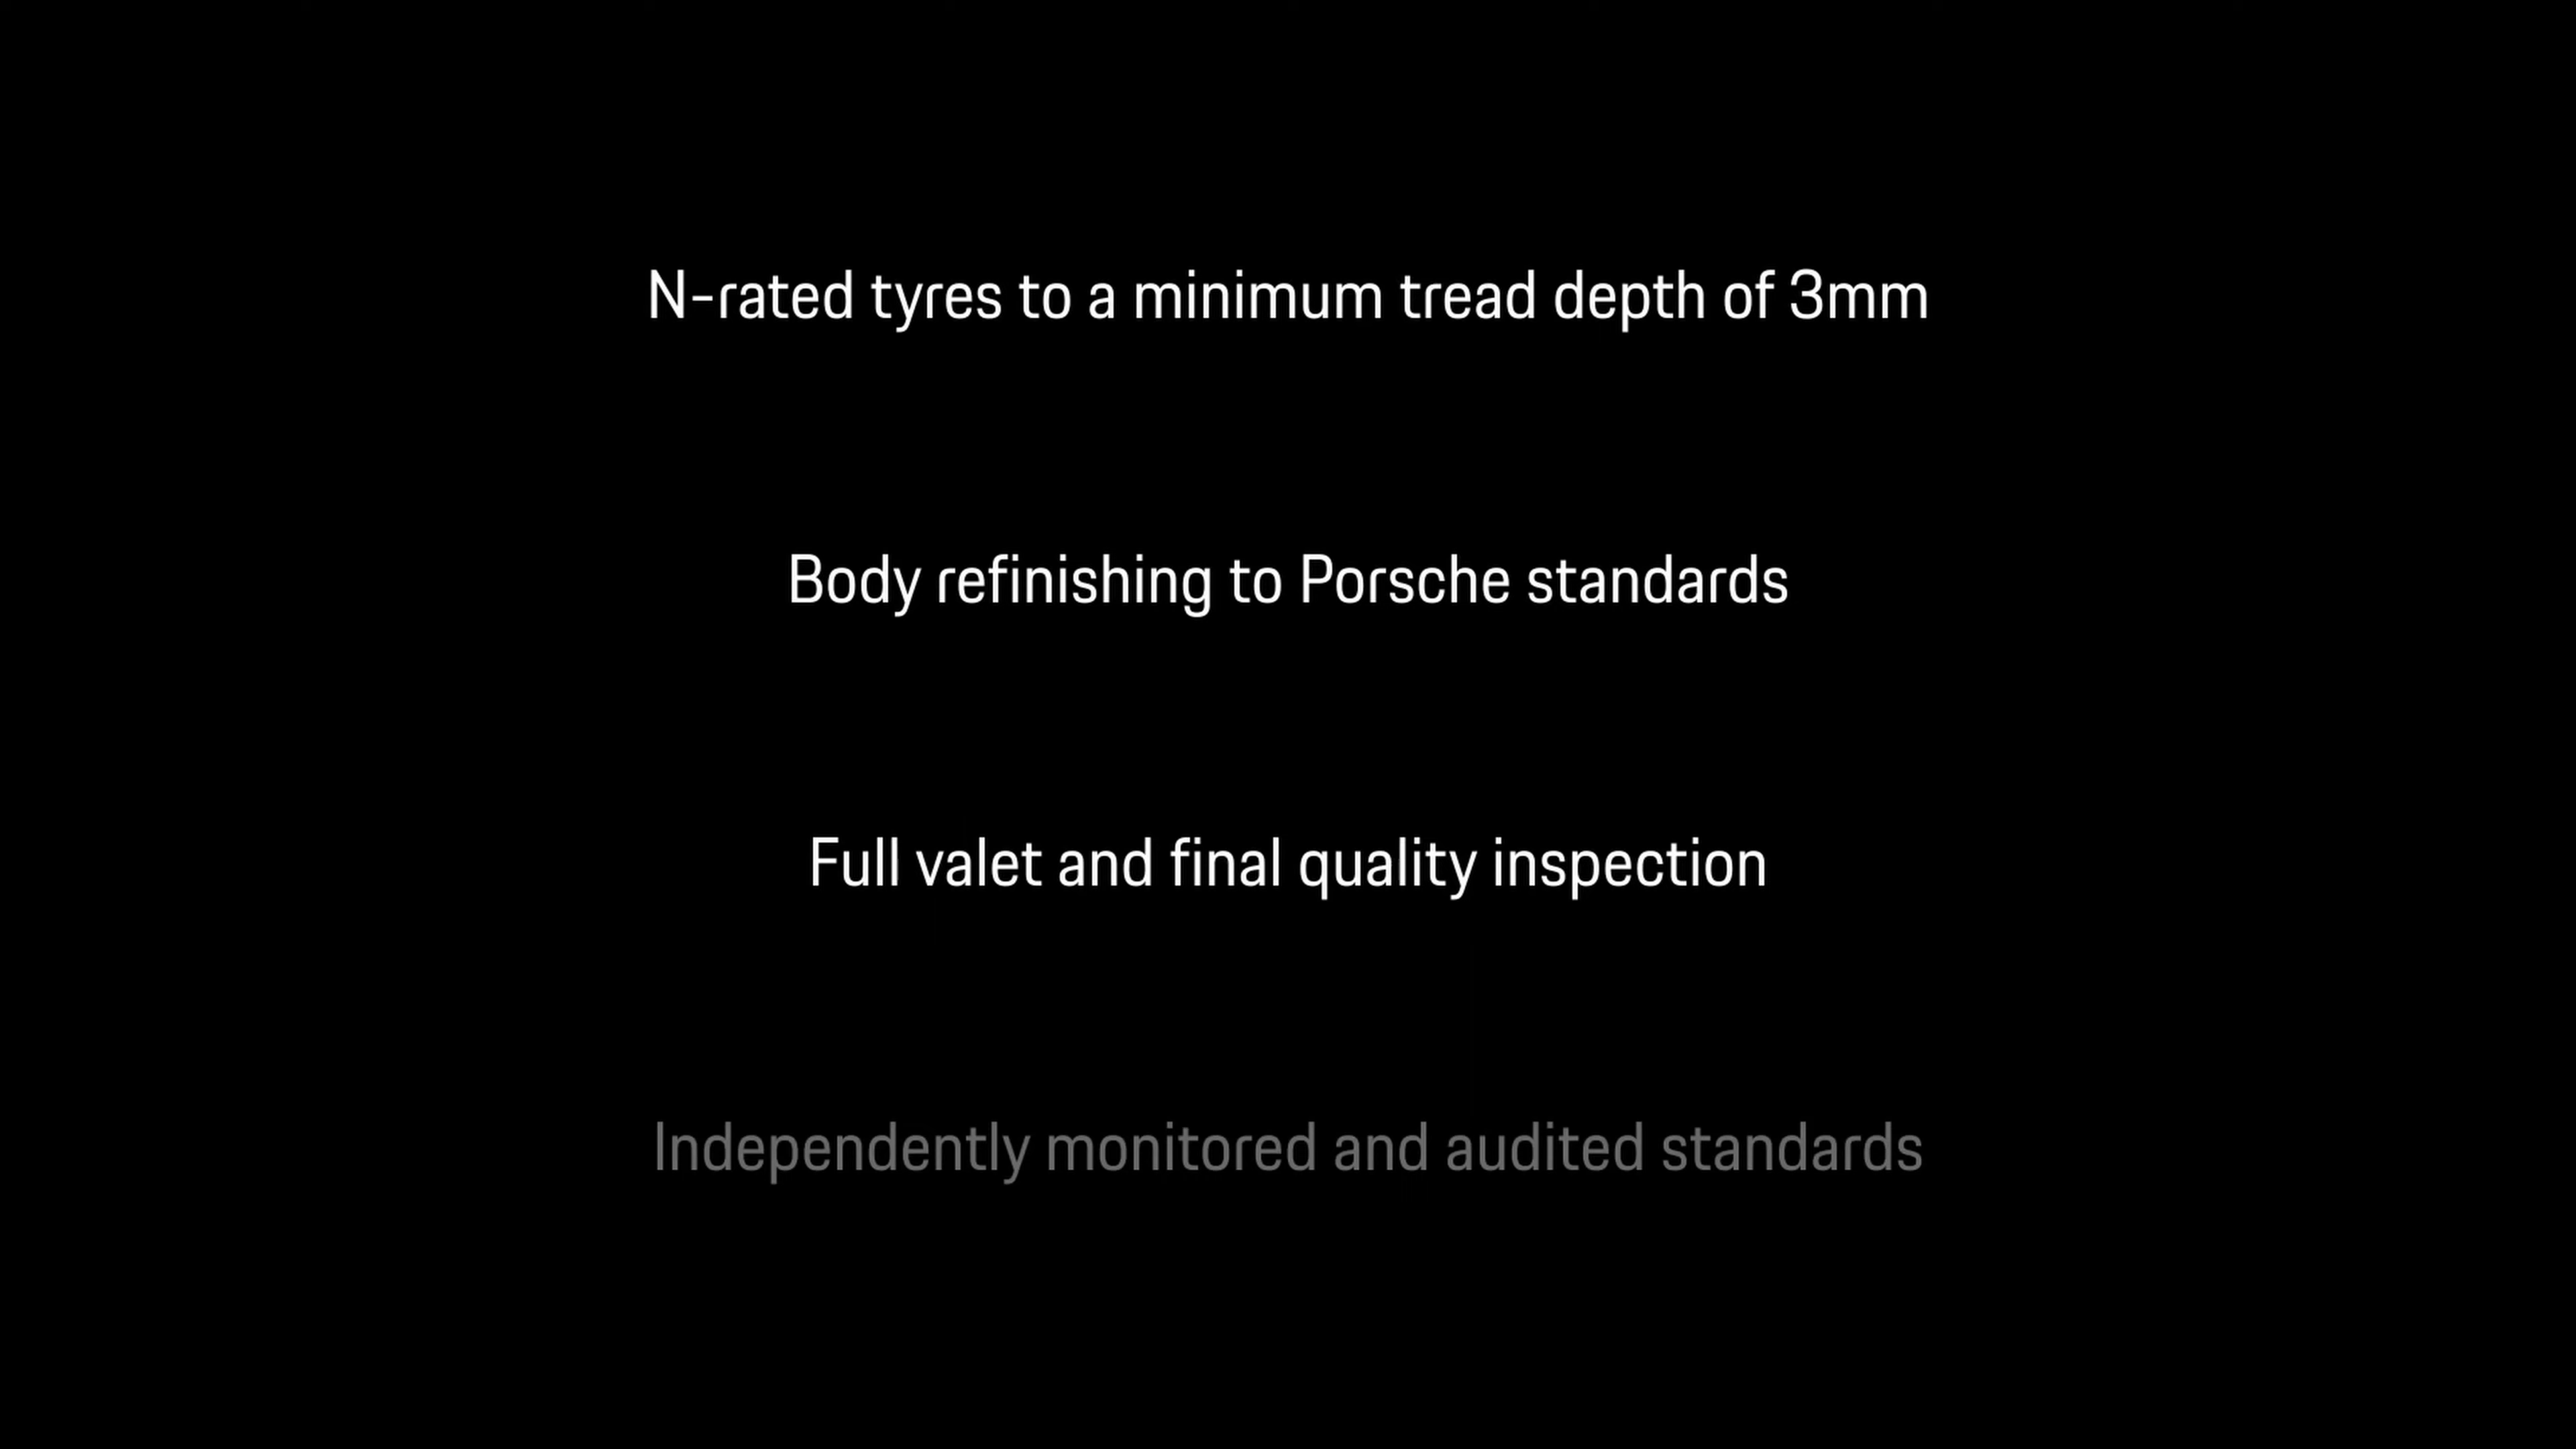 N-rated tyres to a minimum tread depth of 3mm
Body refinishing to Porsche standards
Full valet and final quality inspection
Independently monitored and audited standards